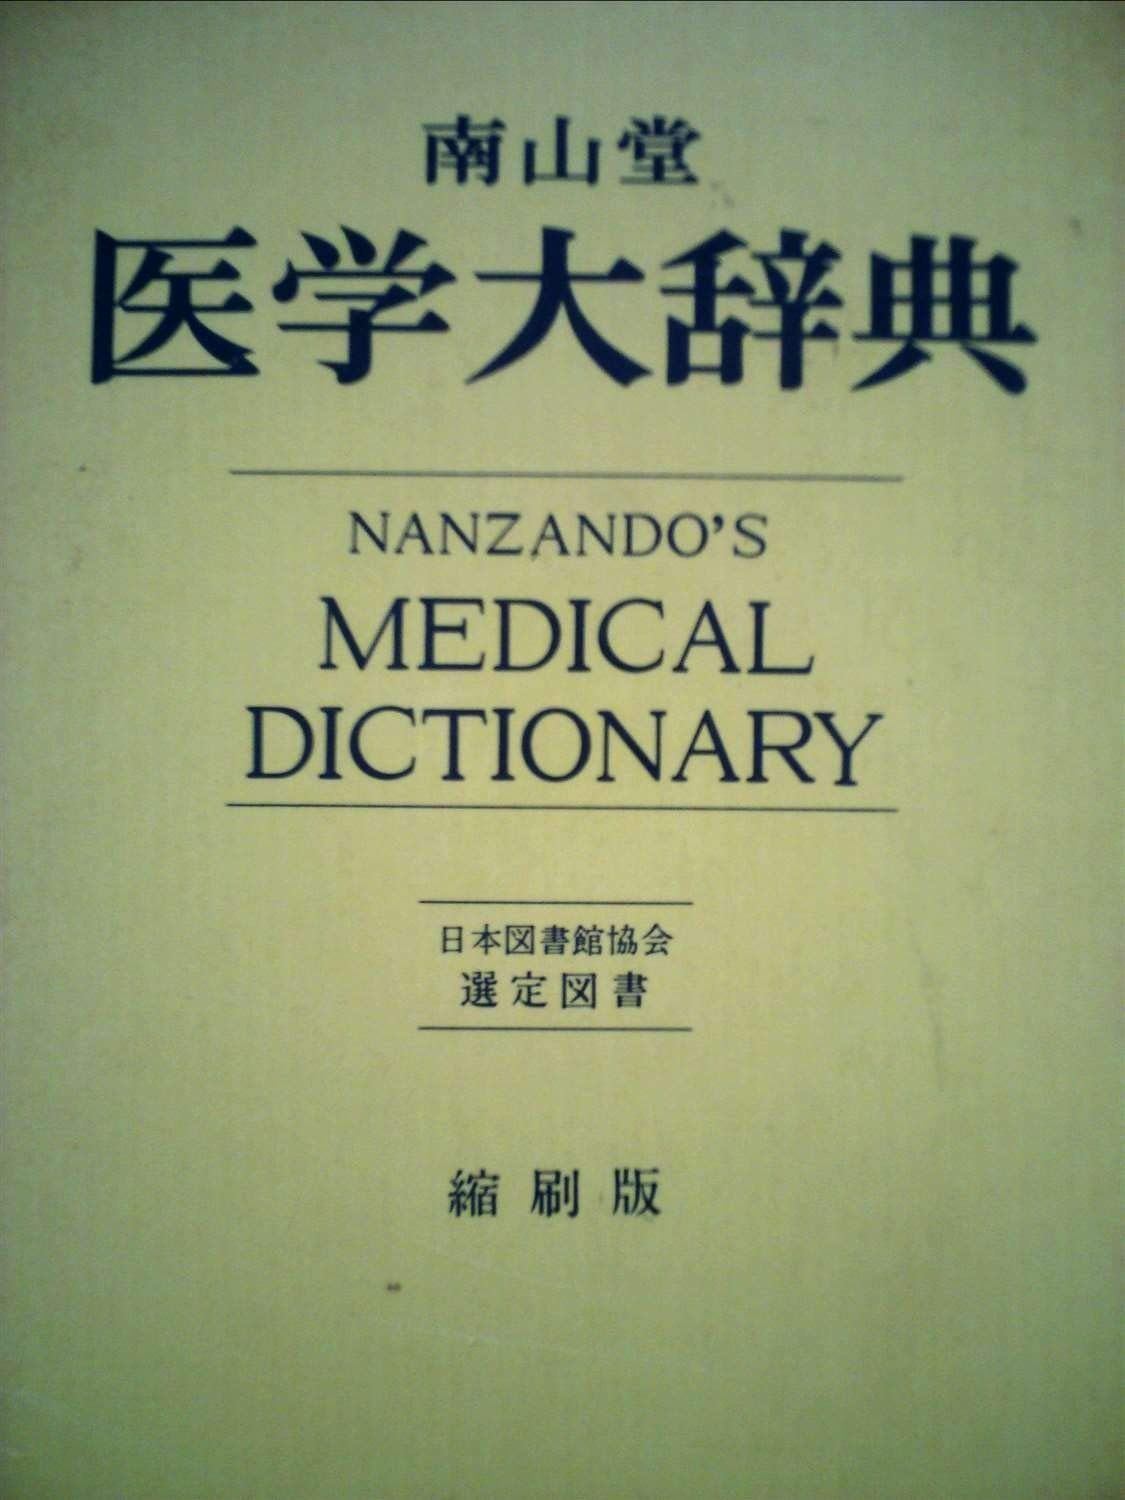 南山堂
医学大辞典
NANZANDO'S
MEDICAL
DICTIONARY
日本図書館協会
選定図書
縮刷版